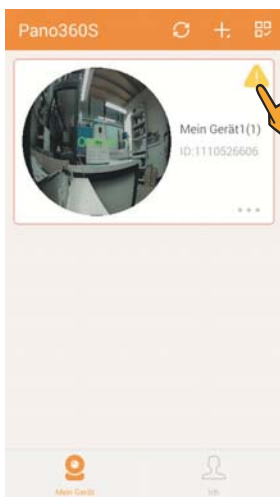 Pano360S
Mein Gerät1(1)
ID:1110526606
Mein Gerät
Ich